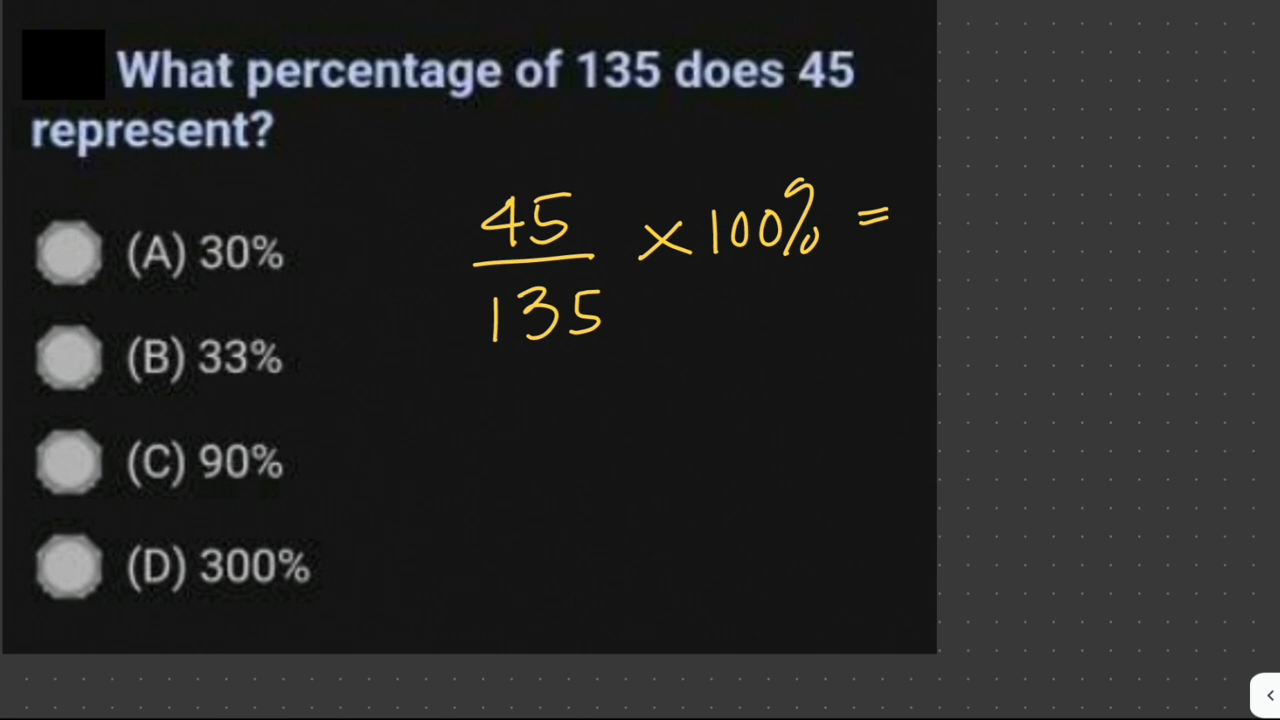 What percentage of 135 does 45
represent?
45
135
× 100% =
(A) 30%
(B) 33%
(C) 90%
(D) 300%